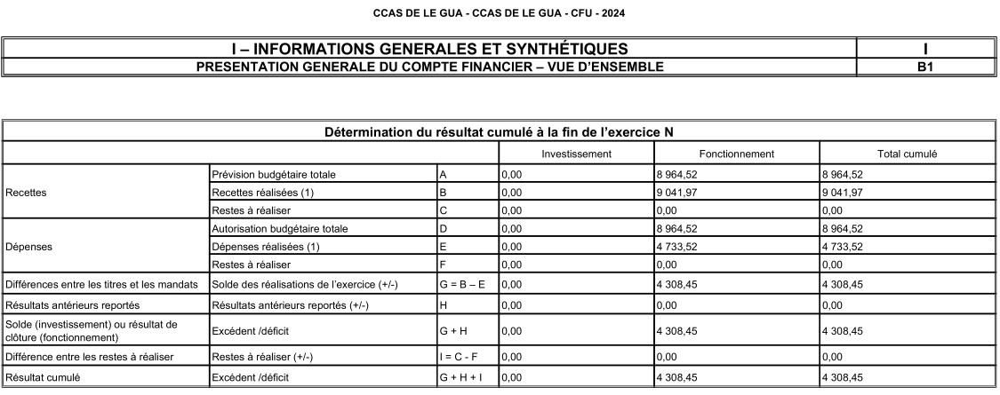 CCAS DE LE GUA - CCAS DE LE GUA - CFU - 2024
I – INFORMATIONS GENERALES ET SYNTHÉTIQUES I
PRESENTATION GENERALE DU COMPTE FINANCIER – VUE D’ENSEMBLE B1
Détermination du résultat cumulé à la fin de l’exercice N
Investissement Fonctionnement Total cumulé
Recettes Prévision budgétaire totale A 0,00 8 964,52 8 964,52
Recettes réalisées (1) B 0,00 9 041,97 9 041,97
Restes à réaliser C 0,00 0,00 0,00
Dépenses Autorisation budgétaire totale D 0,00 8 964,52 8 964,52
Dépenses réalisées (1) E 0,00 4 733,52 4 733,52
Restes à réaliser F 0,00 0,00 0,00
Différences entre les titres et les mandats Solde des réalisations de l’exercice (+/-) G = B – E 0,00 4 308,45 4 308,45
Résultats antérieurs reportés Résultats antérieurs reportés (+/-) H 0,00 0,00 0,00
Solde (investissement) ou résultat de
clôture (fonctionnement) Excédent /déficit G + H 0,00 4 308,45 4 308,45
Différence entre les restes à réaliser Restes à réaliser (+/-) I = C - F 0,00 0,00 0,00
Résultat cumulé Excédent /déficit G + H + I 0,00 4 308,45 4 308,45